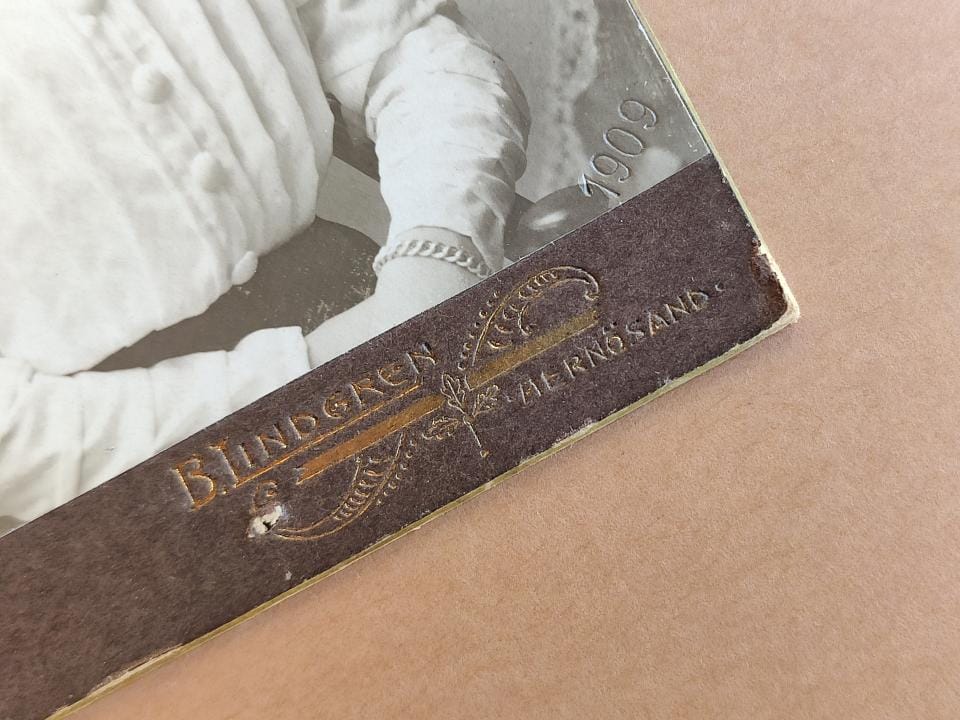 1909
B. LINDGREN
HERNÖSAND.